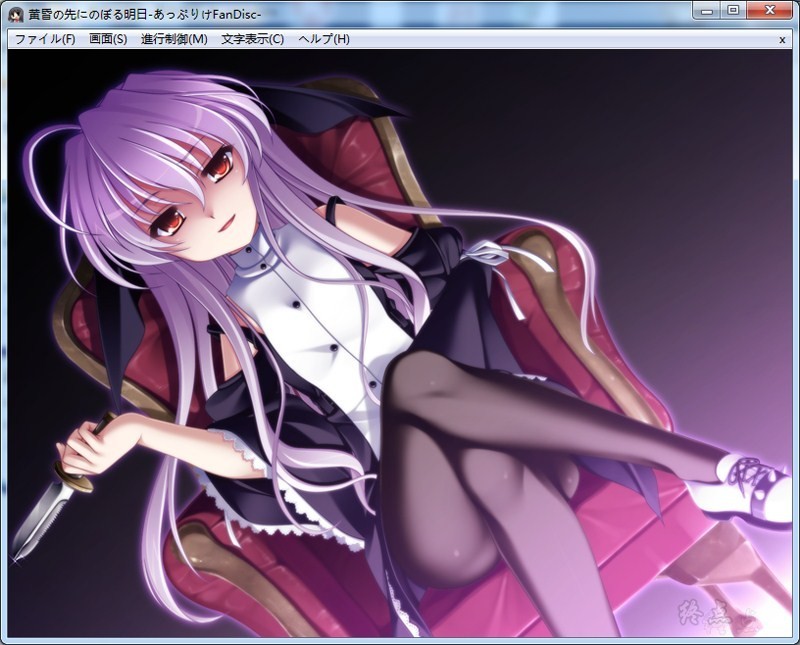 黄昏の先にのぼる明日-あっぷりけFanDisc-
ファイル(F) 画面(S) 進行制御(M) 文字表示(C) ヘルプ(H) x
終点